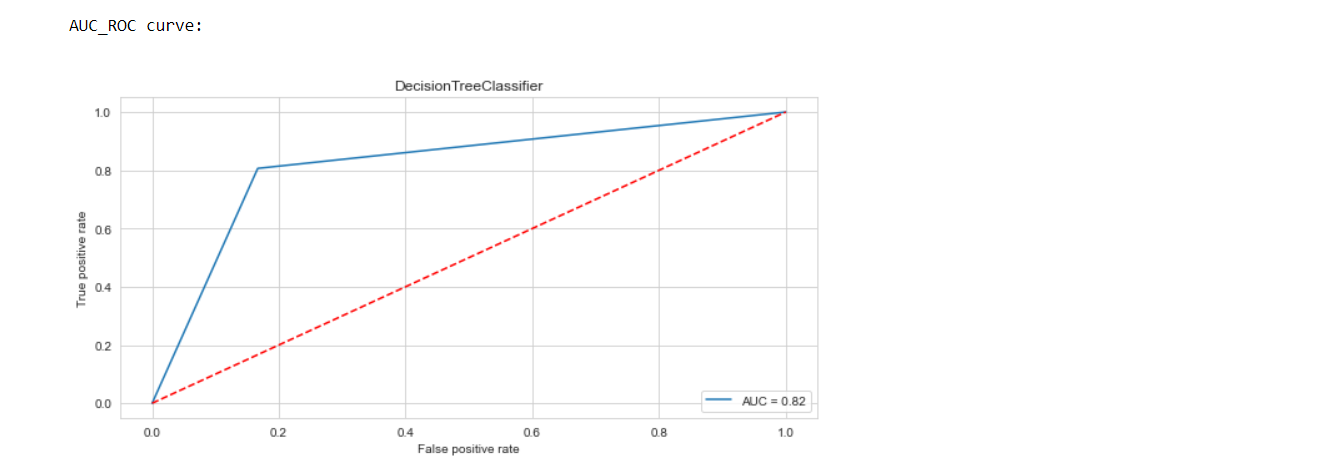 AUC_ROC curve:
DecisionTreeClassifier
1.0
0.8
0.6
0.4
0.2
0.0
True positive rate
AUC = 0.82
0.0 0.2 0.4 0.6 0.8 1.0
False positive rate